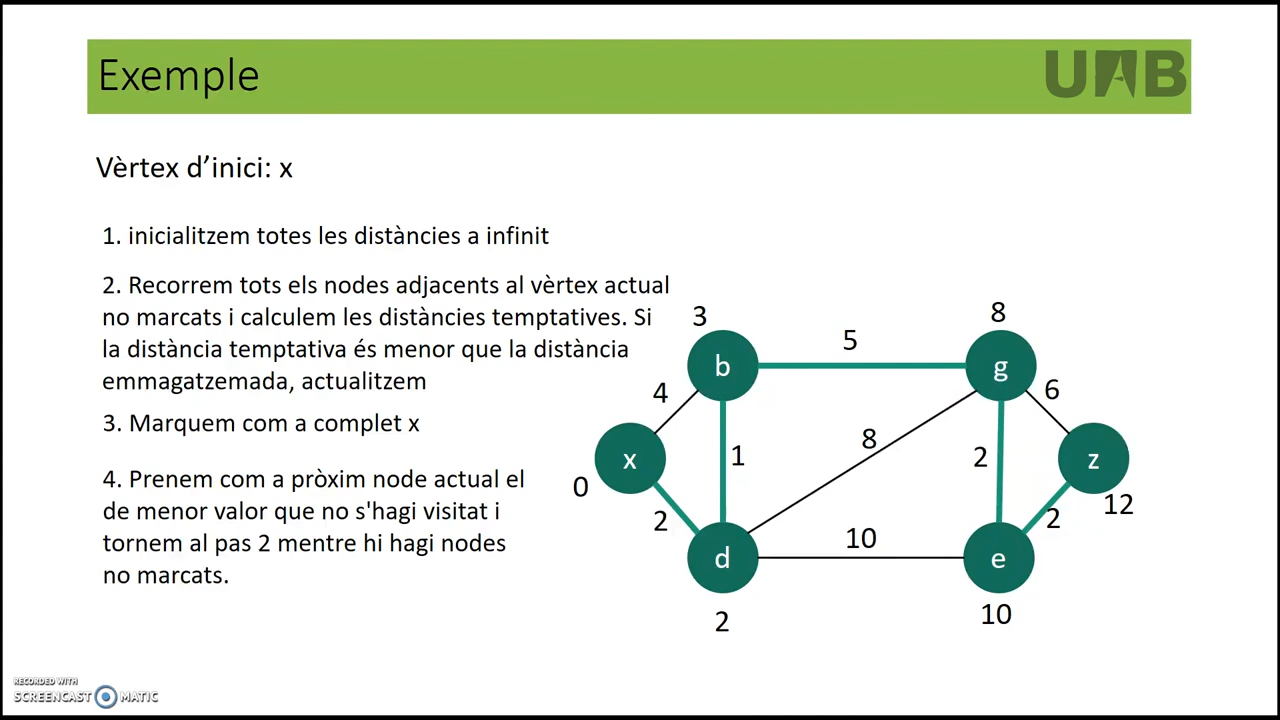 Exemple
UAB
Vèrtex d’inici: x
1. inicialitzem totes les distàncies a infinit
2. Recorrem tots els nodes adjacents al vèrtex actual
no marcats i calculem les distàncies temptatives. Si
la distància temptativa és menor que la distància
emmagatzemada, actualitzem
3. Marquem com a complet x
4. Prenem com a pròxim node actual el
de menor valor que no s'hagi visitat i
tornem al pas 2 mentre hi hagi nodes
no marcats.
3
8
5
b
g
4
6
8
x
1
2
z
0
12
2
2
10
d
e
2
10
RECORDED WITH
SCREENCAST MATIC